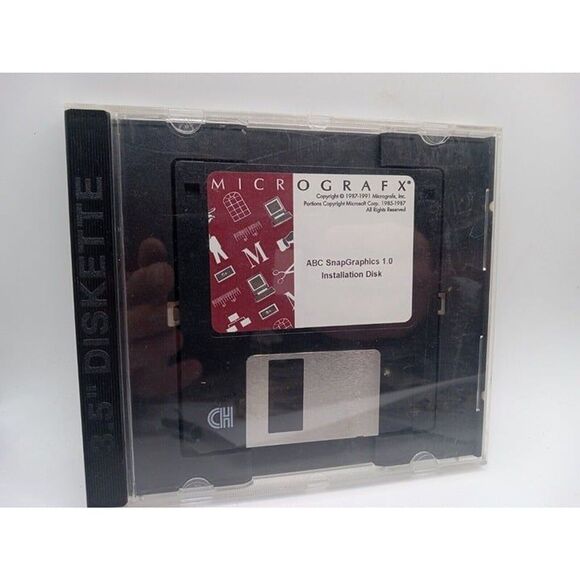 3.5" DISKETTE
MICROGRAFX®
Copyright © 1987-1991 Micrografx, Inc.
Portions Copyright Microsoft Corp. 1985-1987
All Rights Reserved
M
ABC SnapGraphics 1.0
Installation Disk
M
CH